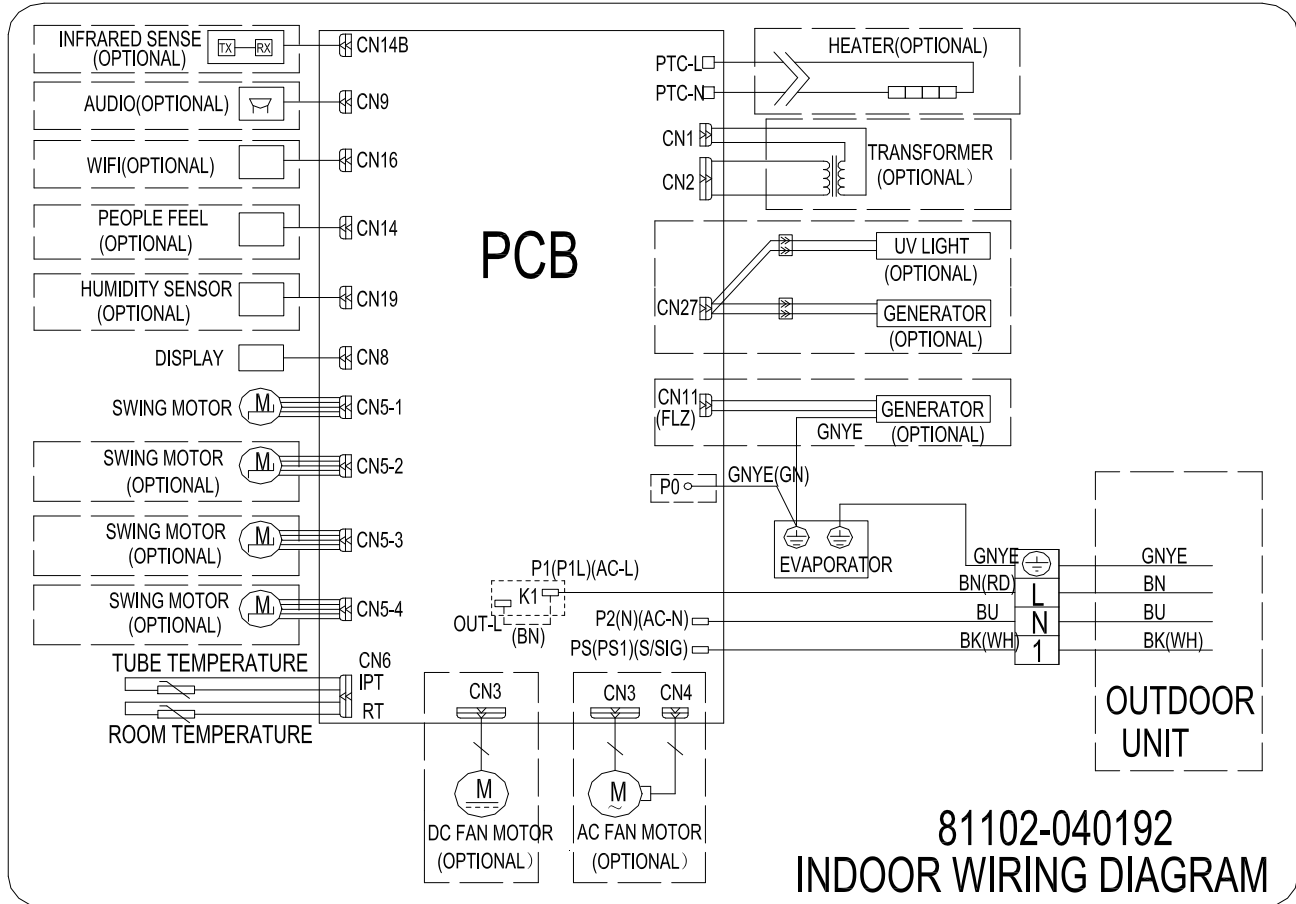 INFRARED SENSE
(OPTIONAL)
TX
RX
CN14B
AUDIO(OPTIONAL)
CN9
WIFI(OPTIONAL)
CN16
PEOPLE FEEL
(OPTIONAL)
CN14
HUMIDITY SENSOR
(OPTIONAL)
CN19
DISPLAY
CN8
SWING MOTOR
M
CN5-1
SWING MOTOR
(OPTIONAL)
M
CN5-2
SWING MOTOR
(OPTIONAL)
M
CN5-3
SWING MOTOR
(OPTIONAL)
M
CN5-4
TUBE TEMPERATURE
CN6
IPT
RT
ROOM TEMPERATURE
PCB
PTC-L
PTC-N
HEATER(OPTIONAL)
CN1
CN2
TRANSFORMER
(OPTIONAL)
CN27
UV LIGHT
(OPTIONAL)
GENERATOR
(OPTIONAL)
CN11
(FLZ)
GENERATOR
(OPTIONAL)
GNYE
P0
GNYE(GN)
EVAPORATOR
P1(P1L)(AC-L)
K1
OUT-L
(BN)
P2(N)(AC-N)
PS(PS1)(S/SIG)
GNYE
GNYE
BN(RD)
L
BN
BU
N
BU
BK(WH)
1
BK(WH)
OUTDOOR
UNIT
CN3
M
DC FAN MOTOR
(OPTIONAL)
CN3
CN4
M
~
AC FAN MOTOR
(OPTIONAL)
81102-040192
INDOOR WIRING DIAGRAM